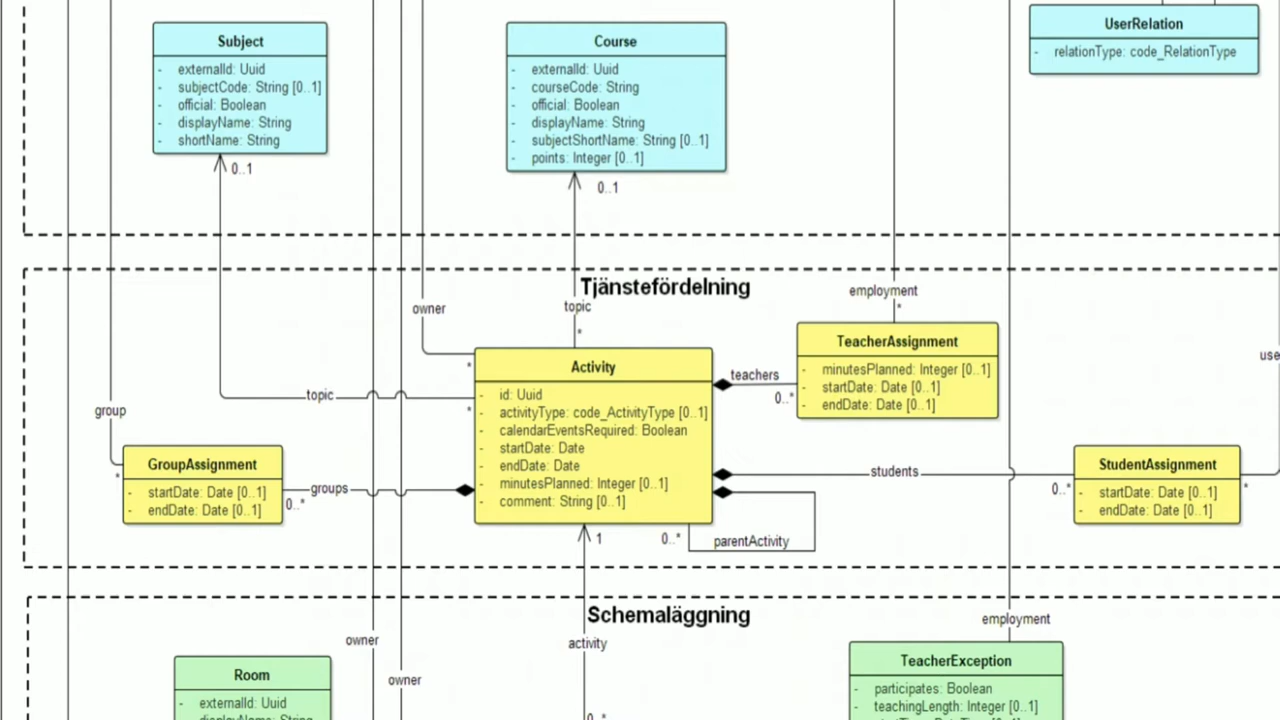 Subject
- externalId: Uuid
- subjectCode: String [0..1]
- official: Boolean
- displayName: String
- shortName: String
0..1
Course
- externalId: Uuid
- courseCode: String
- official: Boolean
- displayName: String
- subjectShortName: String [0..1]
- points: Integer [0..1]
0..1
UserRelation
- relationType: code_RelationType
Tjänstefördelning
owner
*
topic
*
employment
*
TeacherAssignment
- minutesPlanned: Integer [0..1]
- startDate: Date [0..1]
- endDate: Date [0..1]
Activity
- id: Uuid
- activityType: code_ActivityType [0..1]
- calendarEventsRequired: Boolean
- startDate: Date
- endDate: Date
- minutesPlanned: Integer [0..1]
- comment: String [0..1]
teachers
0..*
topic
*
group
*
GroupAssignment
- startDate: Date [0..1]
- endDate: Date [0..1]
groups
0..*
students
0..*
StudentAssignment
- startDate: Date [0..1]
- endDate: Date [0..1]
*
use
1
0..*
parentActivity
Schemaläggning
owner
owner
activity
0..*
employment
Room
- externalId: Uuid
displayName: String
TeacherException
- participates: Boolean
- teachingLength: Integer [0..1]